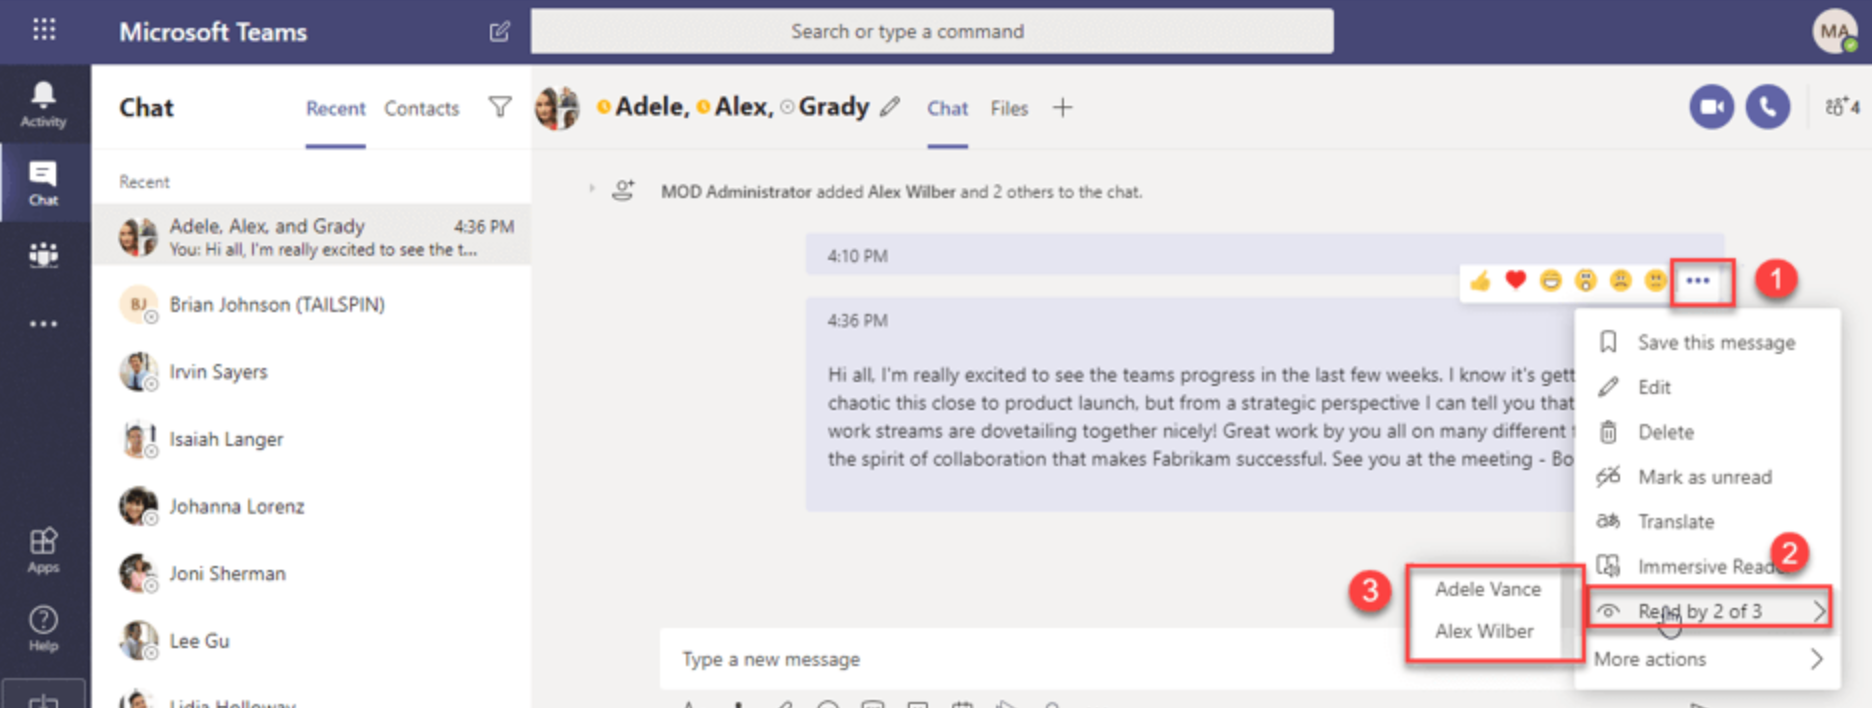 Microsoft Teams
Search or type a command
MA
Activity
Chat
Apps
Help
Chat
Recent
Contacts
Recent
Adele, Alex, and Grady 4:36 PM
You: Hi all, I'm really excited to see the t...
BJ
Brian Johnson (TAILSPIN)
Irvin Sayers
Isaiah Langer
Johanna Lorenz
Joni Sherman
Lee Gu
Lidia Holloway
Adele, Alex, Grady
Chat
Files
4
MOD Administrator added Alex Wilber and 2 others to the chat.
4:10 PM
1
4:36 PM
Hi all, I'm really excited to see the teams progress in the last few weeks. I know it's gett
chaotic this close to product launch, but from a strategic perspective I can tell you that
work streams are dovetailing together nicely! Great work by you all on many different
the spirit of collaboration that makes Fabrikam successful. See you at the meeting - Bo
Save this message
Edit
Delete
Mark as unread
Translate
Immersive Reade
2
Read by 2 of 3
More actions
3
Adele Vance
Alex Wilber
Type a new message